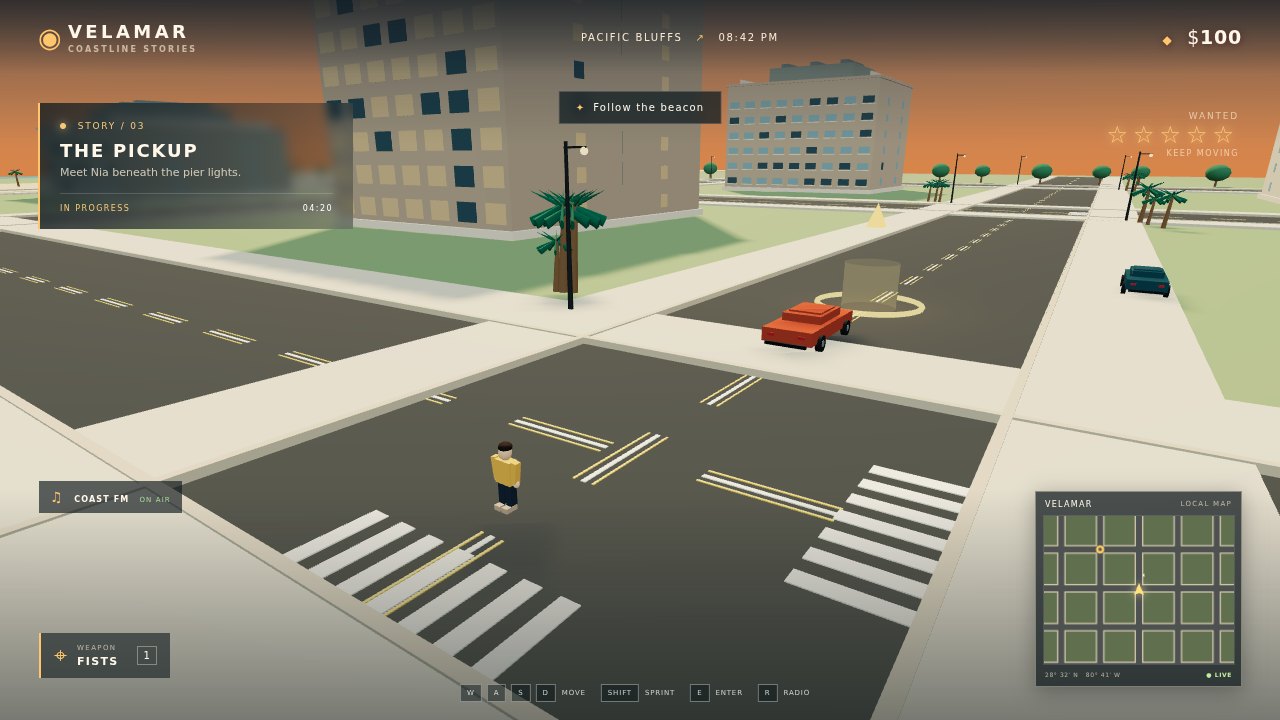 VELAMAR
COASTLINE STORIES
PACIFIC BLUFFS ↗ 08:42 PM
$100
Follow the beacon
WANTED
KEEP MOVING
STORY / 03
THE PICKUP
Meet Nia beneath the pier lights.
IN PROGRESS 04:20
COAST FM ON AIR
WEAPON
FISTS 1
VELAMAR LOCAL MAP
28° 32' N 80° 41' W LIVE
W A S D MOVE SHIFT SPRINT E ENTER R RADIO